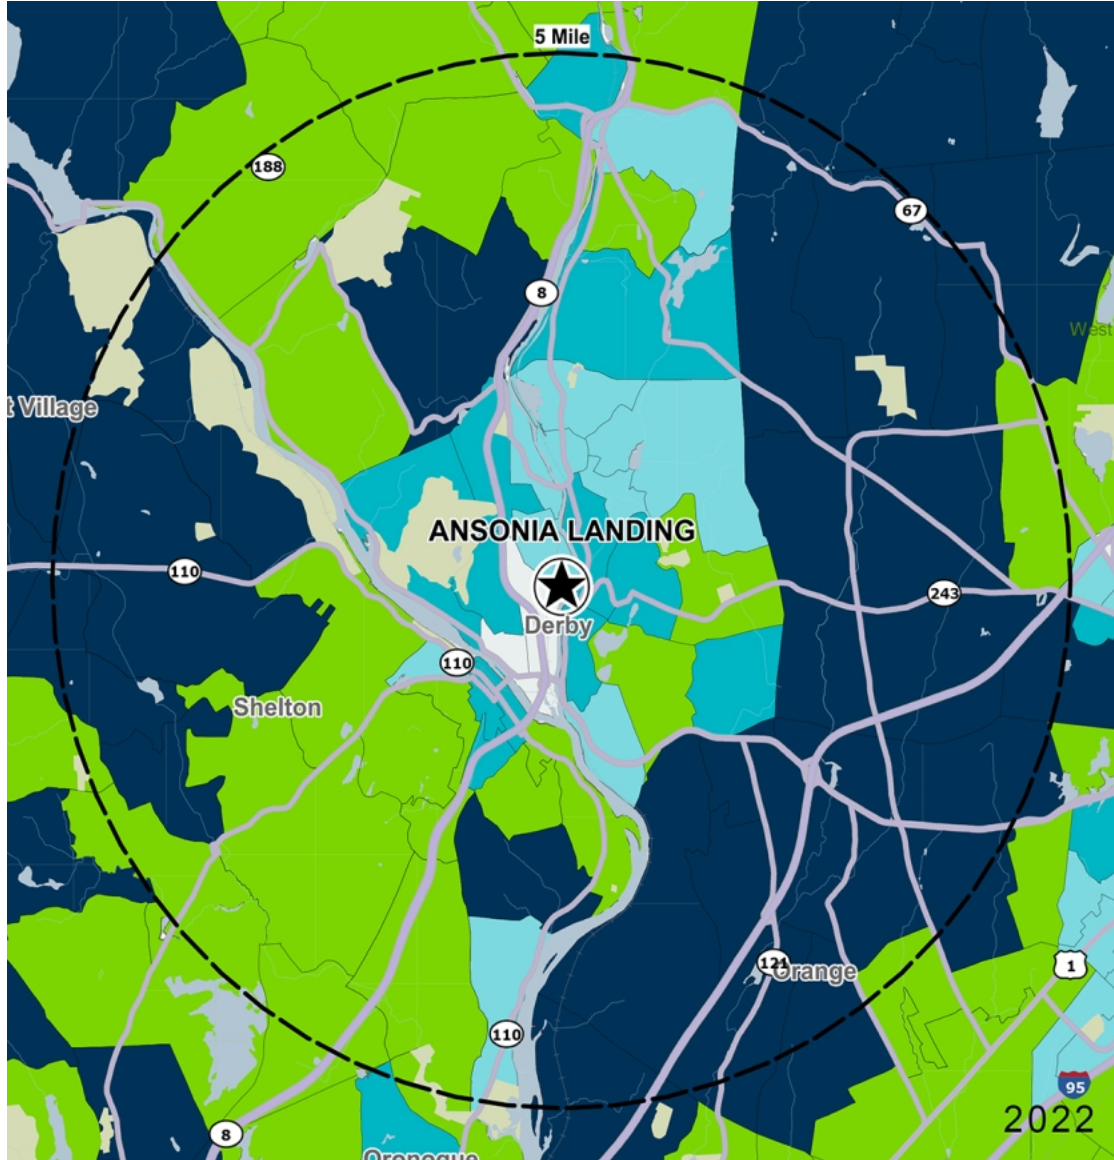 5 Mile
188
67
8
West
t Village
ANSONIA LANDING
110
243
Derby
110
Shelton
121
Orange
1
110
95
2022
8
Oronoque